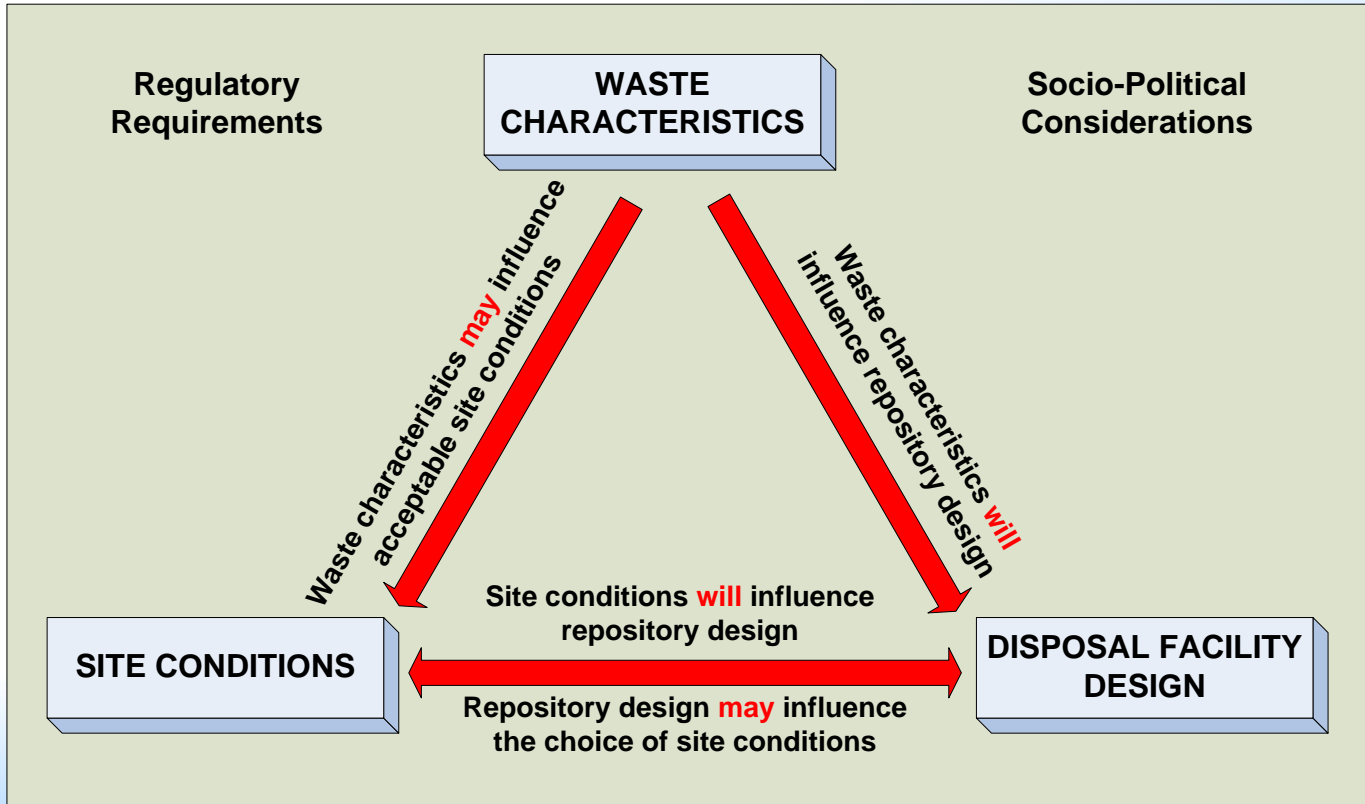 Regulatory
Requirements
WASTE
CHARACTERISTICS
Socio-Political
Considerations
Waste characteristics may influence
acceptable site conditions
Waste characteristics will
influence repository design
Site conditions will influence
repository design
SITE CONDITIONS
DISPOSAL FACILITY
DESIGN
Repository design may influence
the choice of site conditions